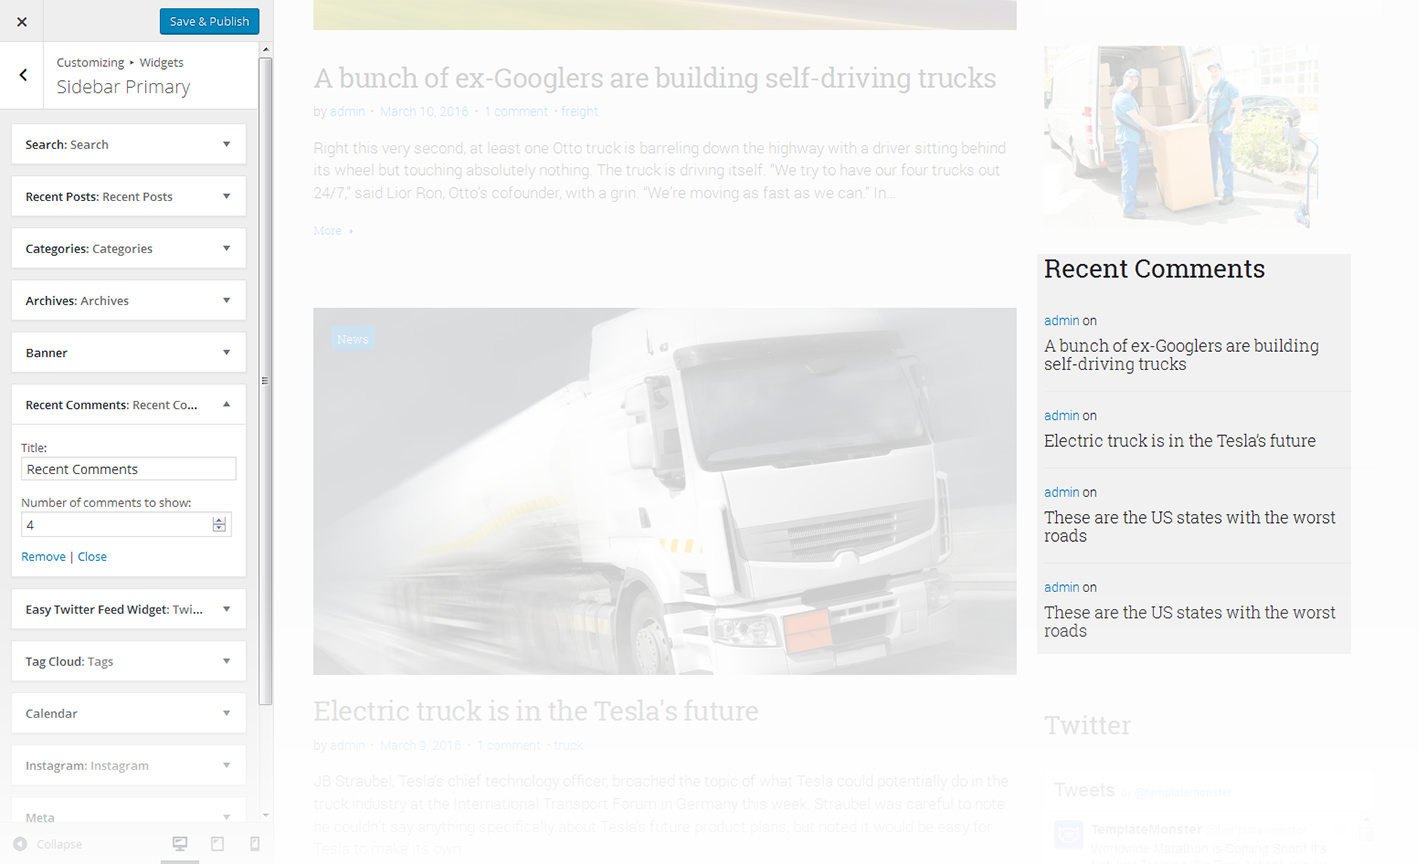 Save & Publish
Customizing ▸ Widgets
Sidebar Primary
Search: Search
Recent Posts: Recent Posts
Categories: Categories
Archives: Archives
Banner
Recent Comments: Recent Co...
Title:
Recent Comments
Number of comments to show:
4
Remove | Close
Easy Twitter Feed Widget: Twi...
Tag Cloud: Tags
Calendar
Instagram: Instagram
Meta
Collapse
A bunch of ex-Googlers are building self-driving trucks
by admin · March 10, 2016 · 1 comment · freight
Right this very second, at least one Otto truck is barreling down the highway with a driver sitting behind
its wheel but touching absolutely nothing. The truck is driving itself. “We try to have our four trucks out
24/7,” said Lior Ron, Otto’s cofounder, with a grin. “We’re moving as fast as we can.” In...
More
News
Electric truck is in the Tesla's future
by admin · March 9, 2016 · 1 comment · truck
JB Straubel, Tesla’s chief technology officer, broached the topic of what Tesla could potentially do in the
truck industry at the International Transport Forum in Germany this week. Straubel was careful to note
he couldn’t say anything specifically about Tesla’s future product plans, but noted it would be easy for
Tesla to make its own
Recent Comments
admin on
A bunch of ex-Googlers are building
self-driving trucks
admin on
Electric truck is in the Tesla’s future
admin on
These are the US states with the worst
roads
admin on
These are the US states with the worst
roads
Twitter
Tweets by @templatemonster
TemplateMonster @templatemonster
Worldwide Marathon is Coming Soon! It's